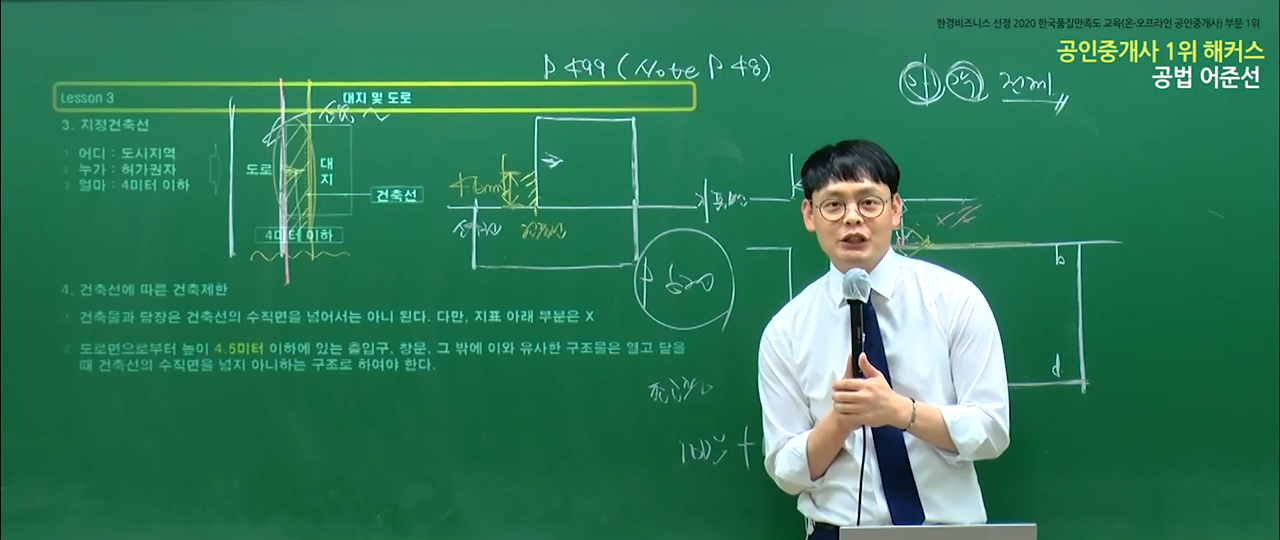 한경비즈니스 선정 2020 한국품질만족도 교육(온·오프라인 공인중개사) 부문 1위
공인중개사 1위 해커스
공법 어준선
P 499 (Note P 48)
Lesson 3 대지 및 도로
3. 지정건축선
1 어디 : 도시지역
2 누가 : 허가권자
3 얼마 : 4미터 이하
도로
대지
건축선
4미터 이하
지표면
P 620
b
d
4. 건축선에 따른 건축제한
1 건축물과 담장은 건축선의 수직면을 넘어서는 아니 된다. 다만, 지표 아래 부분은 X
2 도로면으로부터 높이 4.5미터 이하에 있는 출입구, 창문, 그 밖에 이와 유사한 구조물은 열고 닫을
때 건축선의 수직면을 넘지 아니하는 구조로 하여야 한다.
100% +